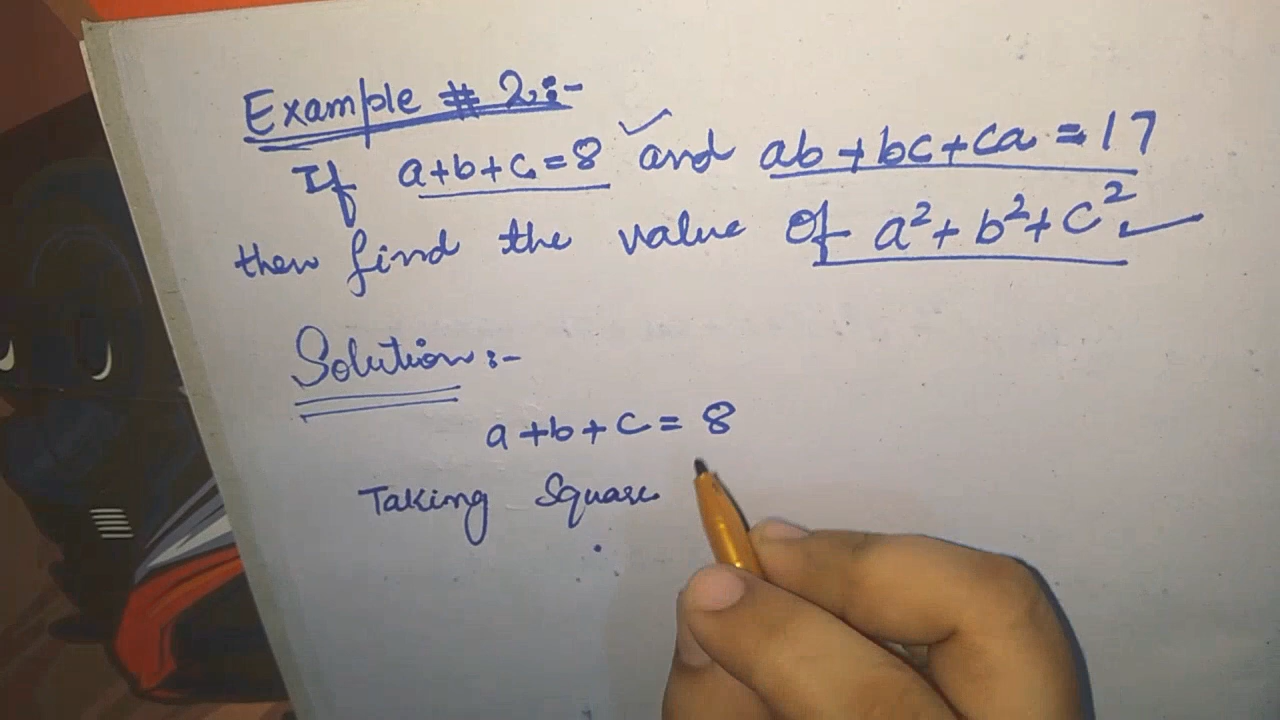 Example # 2:-
If a+b+c=8 and ab+bc+ca=17
then find the value of a²+b²+c²
Solution:-
a+b+c=8
Taking Square